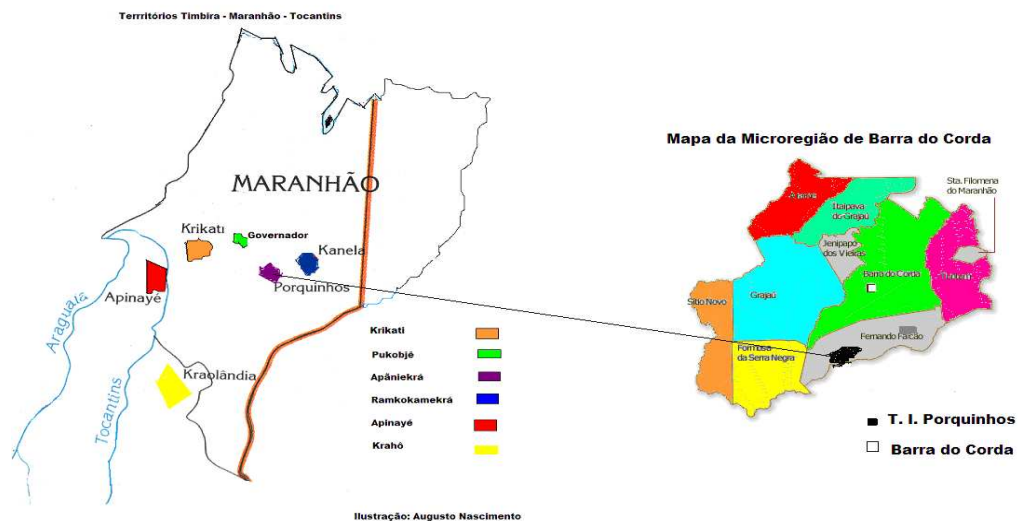 Terrritórios Timbira - Maranhão - Tocantins
MARANHÃO
Krikati
Governador
Kanela
Porquinhos
Apinayé
Araguaia
Tocantins
Kraolândia
Krikati
Pukobjê
Apãniekrá
Ramkokamekrá
Apinayé
Krahô
Ilustração: Augusto Nascimento
Mapa da Microregião de Barra do Corda
Sta. Filomena
do Maranhão
Itaipava
do Grajaú
Jenipapo
dos Vieiras
Barra do Corda
Sítio Novo
Grajaú
Fernando Falcão
Formosa
da Serra Negra
T. I. Porquinhos
Barra do Corda